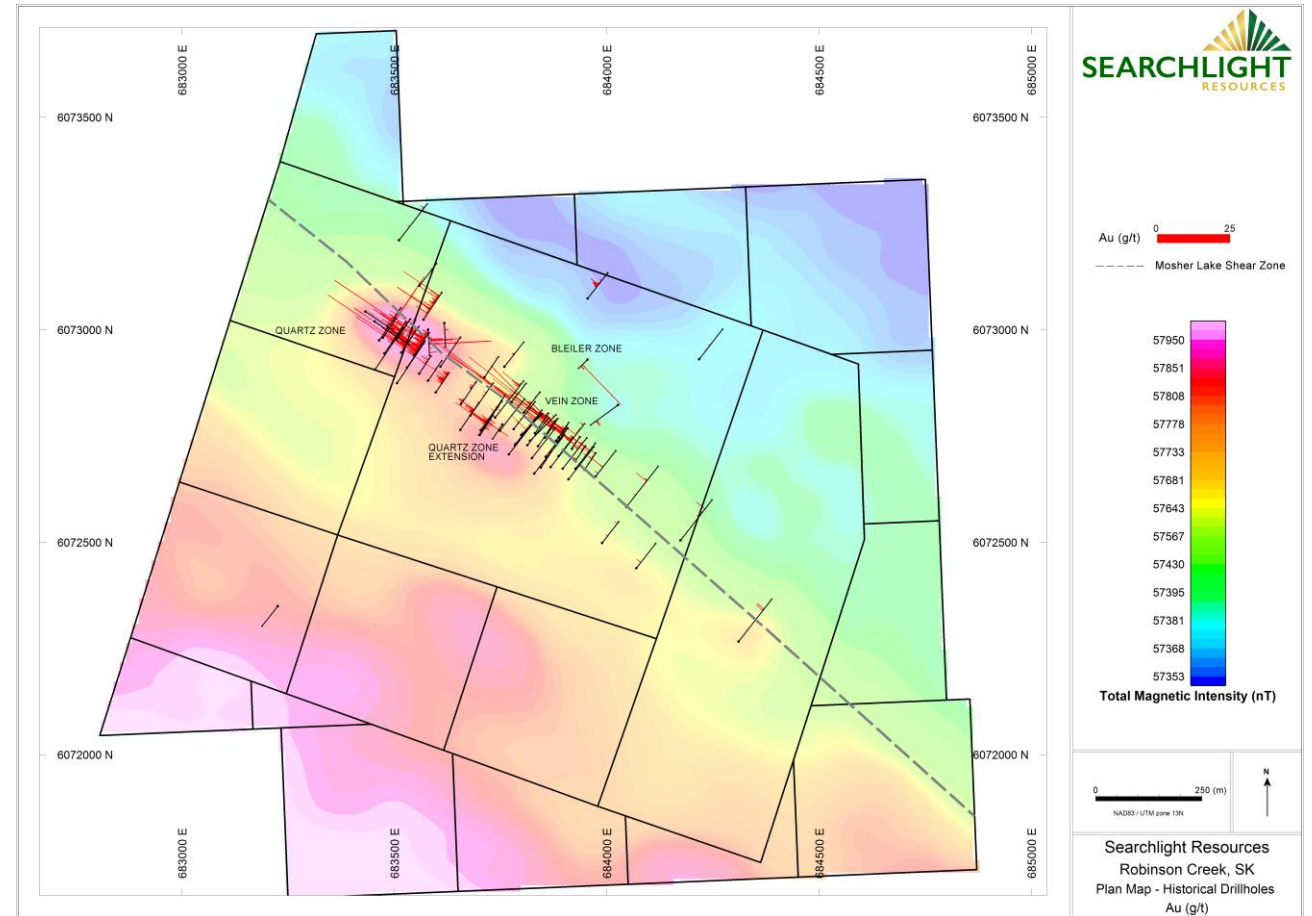 683000 E
683500 E
684000 E
684500 E
685000 E
6073500 N
6073500 N
6073000 N
6073000 N
6072500 N
6072500 N
6072000 N
6072000 N
QUARTZ ZONE
BLEILER ZONE
VEIN ZONE
QUARTZ ZONE
EXTENSION
683000 E
683500 E
684000 E
684500 E
685000 E
SEARCHLIGHT
RESOURCES
Au (g/t)
0
25
Mosher Lake Shear Zone
57950
57851
57808
57778
57733
57681
57643
57567
57430
57395
57381
57368
57353
Total Magnetic Intensity (nT)
0
250 (m)
NAD83 / UTM zone 13N
N
Searchlight Resources
Robinson Creek, SK
Plan Map - Historical Drillholes
Au (g/t)